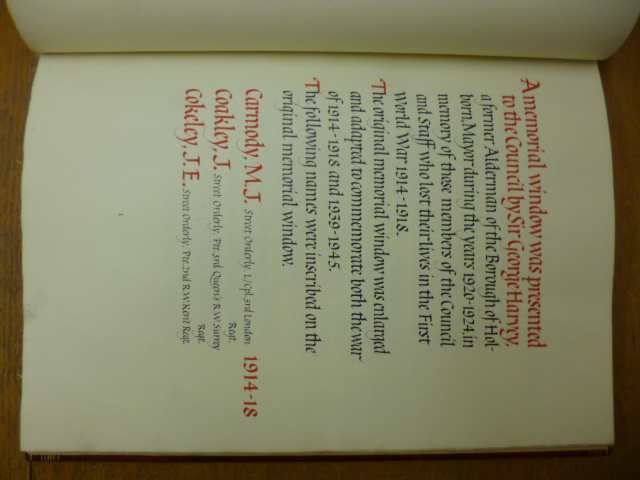 A memorial window was presented
to the Council by Sir George Harvey,
a former Alderman of the Borough of Hol-
born, Mayor during the years 1920-1924, in
memory of those members of the Council
and Staff who lost their lives in the First
World War 1914-1918.
The original memorial window was enlarged
and adapted to commemorate both the war
of 1914-1918 and 1939-1945.
The following names were inscribed on the
original memorial window.
1914-18
Carmody, M.J. Street Orderly. L/Cpl 3rd London
Regt.
Coakley, J. Street Orderly. Pte 3rd Queen's R.W Surrey
Regt.
Cokeley, J.E. Street Orderly. Pte. 2nd R.W. Kent Regt.